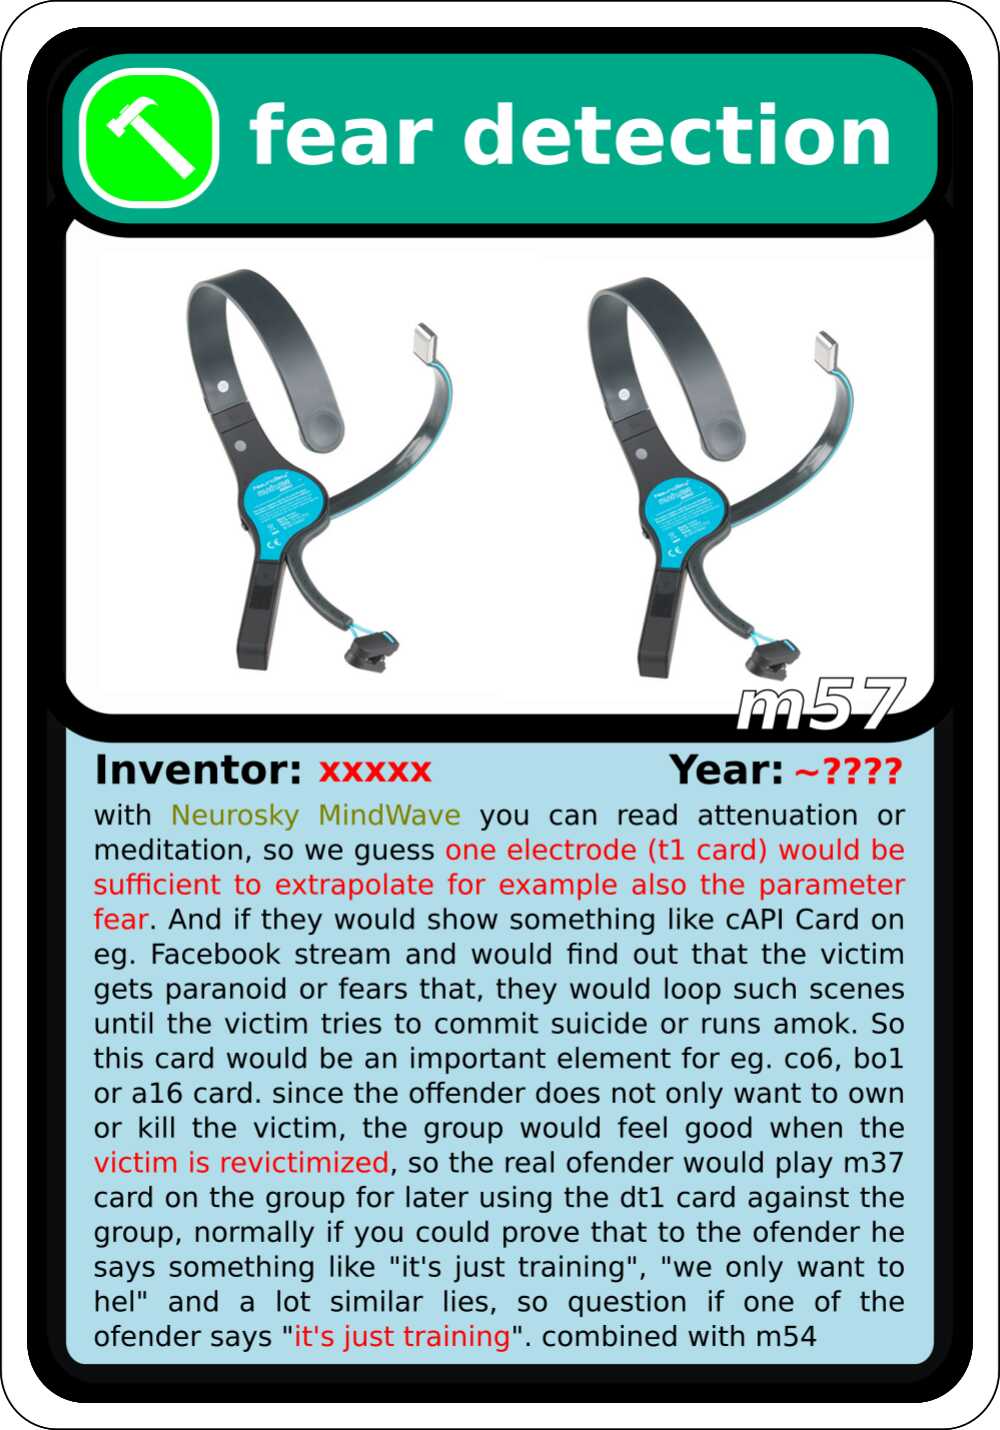 fear detection
NeuroSky
m57
Inventor: xxxxx Year: ~????
with Neurosky MindWave you can read attenuation or
meditation, so we guess one electrode (t1 card) would be
sufficient to extrapolate for example also the parameter
fear. And if they would show something like cAPI Card on
eg. Facebook stream and would find out that the victim
gets paranoid or fears that, they would loop such scenes
until the victim tries to commit suicide or runs amok. So
this card would be an important element for eg. co6, bo1
or a16 card. since the offender does not only want to own
or kill the victim, the group would feel good when the
victim is revictimized, so the real ofender would play m37
card on the group for later using the dt1 card against the
group, normally if you could prove that to the ofender he
says something like "it's just training", "we only want to
hel" and a lot similar lies, so question if one of the
ofender says "it's just training". combined with m54